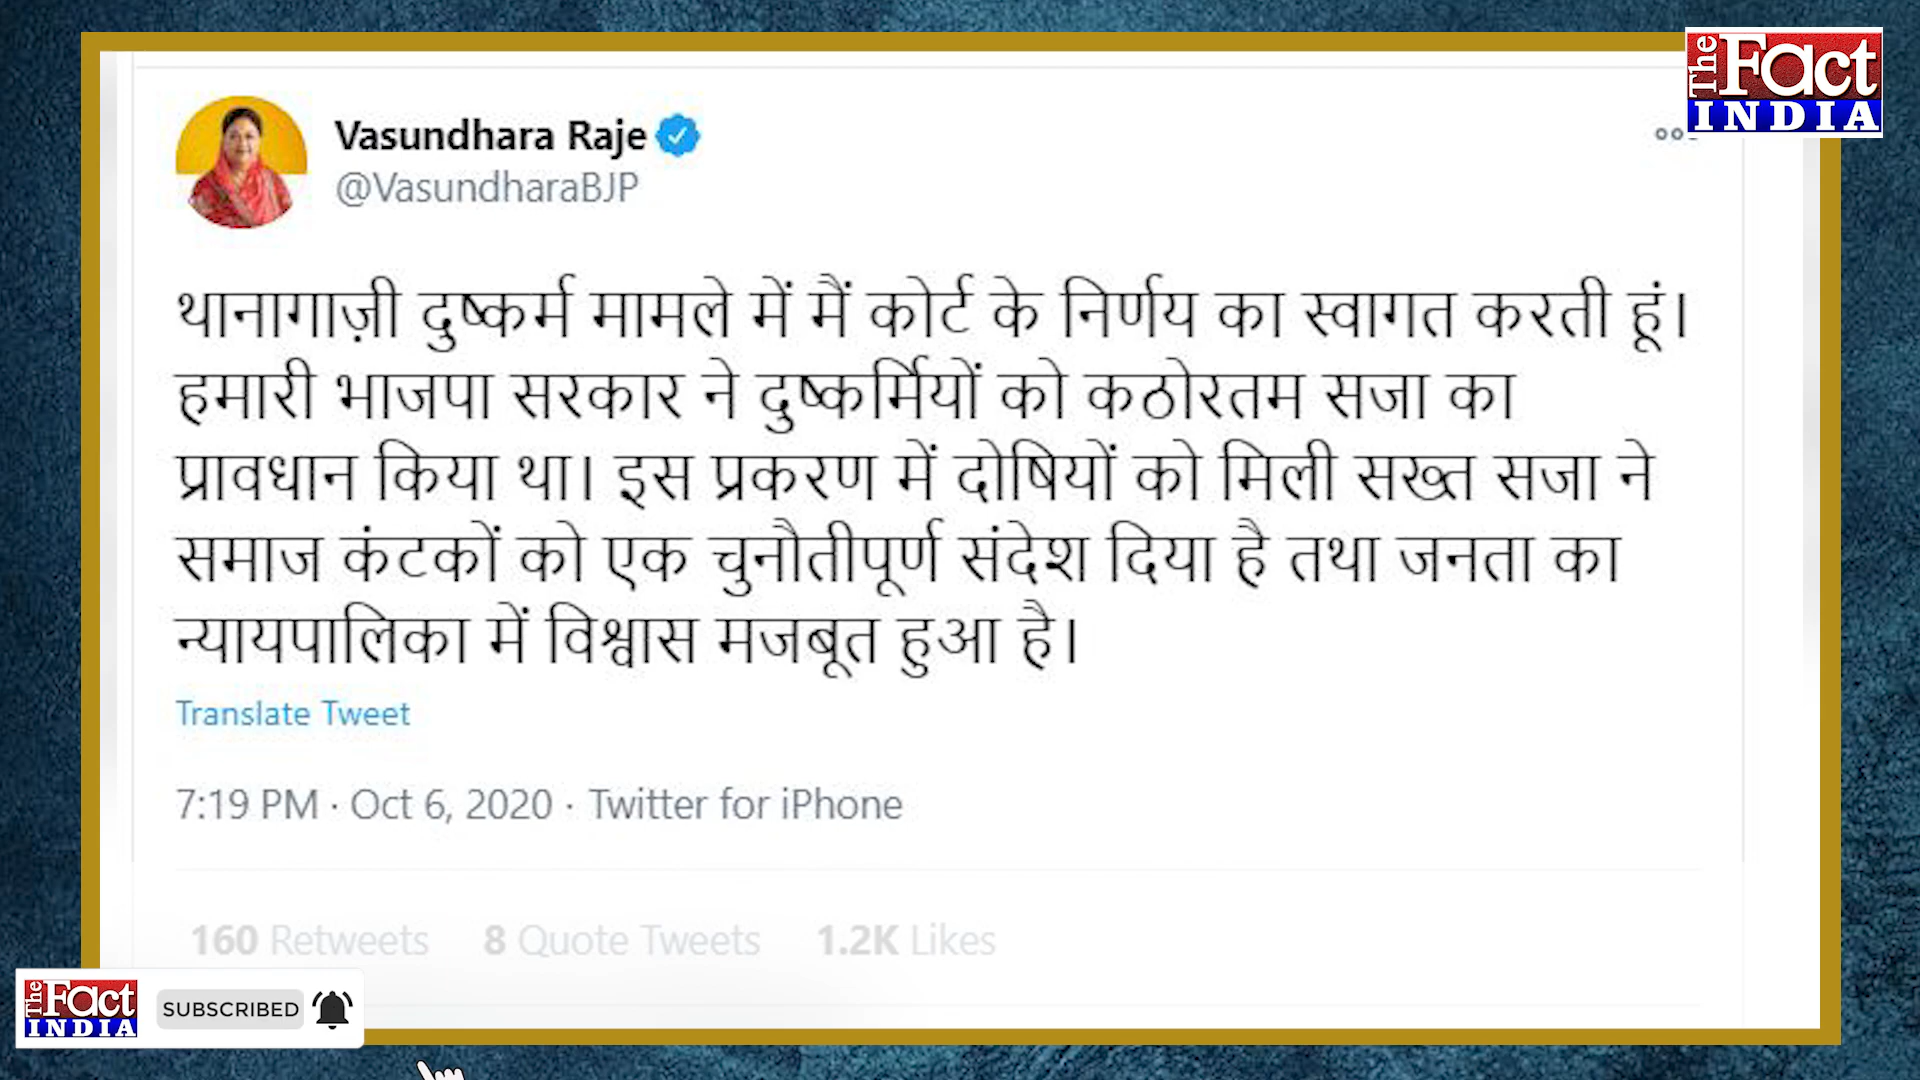 The Fact
INDIA
Vasundhara Raje
@VasundharaBJP
थानागाज़ी दुष्कर्म मामले में मैं कोर्ट के निर्णय का स्वागत करती हूं।
हमारी भाजपा सरकार ने दुष्कर्मियों को कठोरतम सजा का
प्रावधान किया था। इस प्रकरण में दोषियों को मिली सख्त सजा ने
समाज कंटकों को एक चुनौतीपूर्ण संदेश दिया है तथा जनता का
न्यायपालिका में विश्वास मजबूत हुआ है।
Translate Tweet
7:19 PM · Oct 6, 2020 · Twitter for iPhone
160 Retweets 8 Quote Tweets 1.2K Likes
The Fact
INDIA
SUBSCRIBED